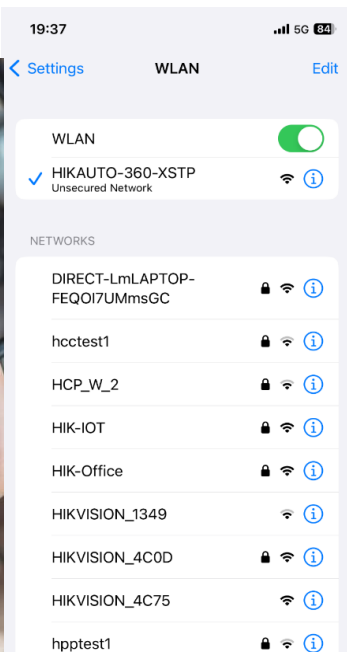 19:37
5G 84
Settings
WLAN
Edit
WLAN
HIKAUTO-360-XSTP
Unsecured Network
NETWORKS
DIRECT-LmLAPTOP-
FEQOI7UMmsGC
hcctest1
HCP_W_2
HIK-IOT
HIK-Office
HIKVISION_1349
HIKVISION_4C0D
HIKVISION_4C75
hpptest1